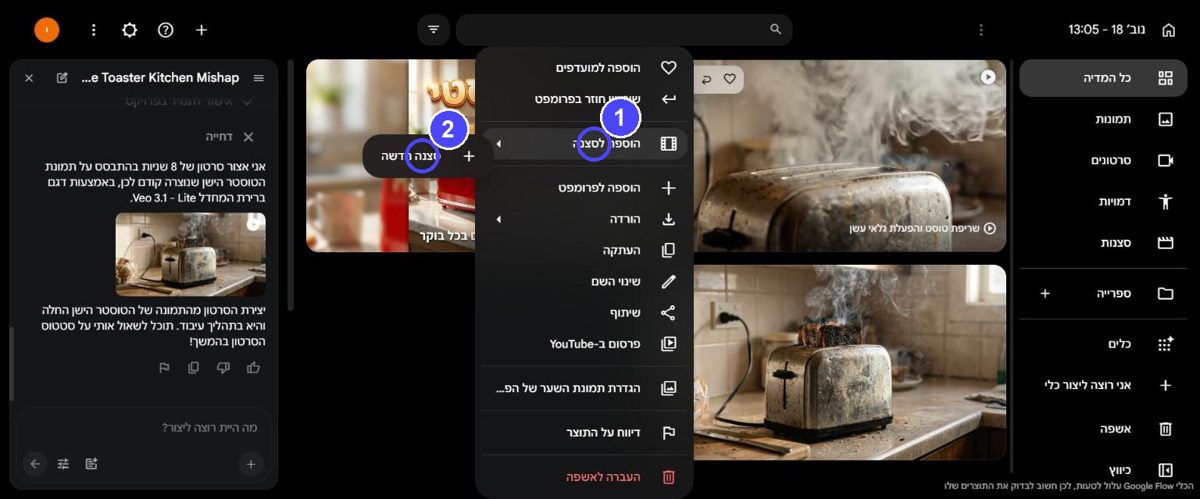 נוב׳ 18 - 13:05
כל המדיה
תמונות
סרטונים
דמויות
סצנות
ספרייה
כלים
אני רוצה ליצור כלי
אשפה
כיווץ
הכלי Google Flow עלול לטעות, לכן חשוב לבדוק את התוצרים שלו
שריפת טוסט והפעלת גלאי עשן
הוספה למועדפים
חוזר בפרומפט
1
הוספה לסצנה
2
סצנה חדשה
הוספה לפרומפט
הורדה
העתקה
שינוי השם
שיתוף
פרסום ב-YouTube
הגדרת תמונת השער של הפ...
דיווח על התוצר
העברה לאשפה
בכל בוקר
...e Toaster Kitchen Mishap
אישור לתמיד בפרויקט
דחייה
אני אצור סרטון של 8 שניות בהתבסס על תמונת
הטוסטר הישן שנוצרה קודם לכן, באמצעות דגם
ברירת המחדל Veo 3.1 - Lite.
יצירת הסרטון מהתמונה של הטוסטר הישן החלה
והיא בתהליך עיבוד. תוכל לשאול אותי על סטטוס
הסרטון בהמשך!
מה היית רוצה ליצור?